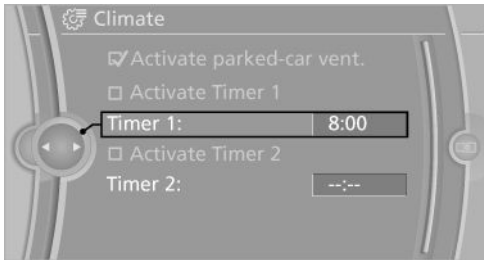 Climate
Activate parked-car vent.
Activate Timer 1
Timer 1: 8:00
Activate Timer 2
Timer 2: --:--